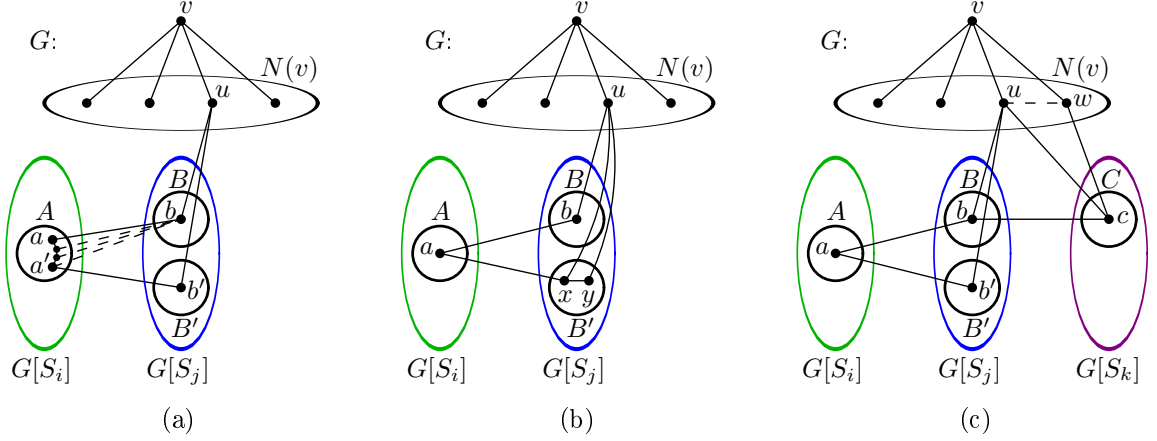 v
G:
N(v)
u
A
a
a′
B
b
b′
B′
G[S_i]
G[S_j]
(a)
v
G:
N(v)
u
A
a
B
b
x
y
B′
G[S_i]
G[S_j]
(b)
v
G:
N(v)
u
w
A
a
B
b
b′
B′
C
c
G[S_i]
G[S_j]
G[S_k]
(c)